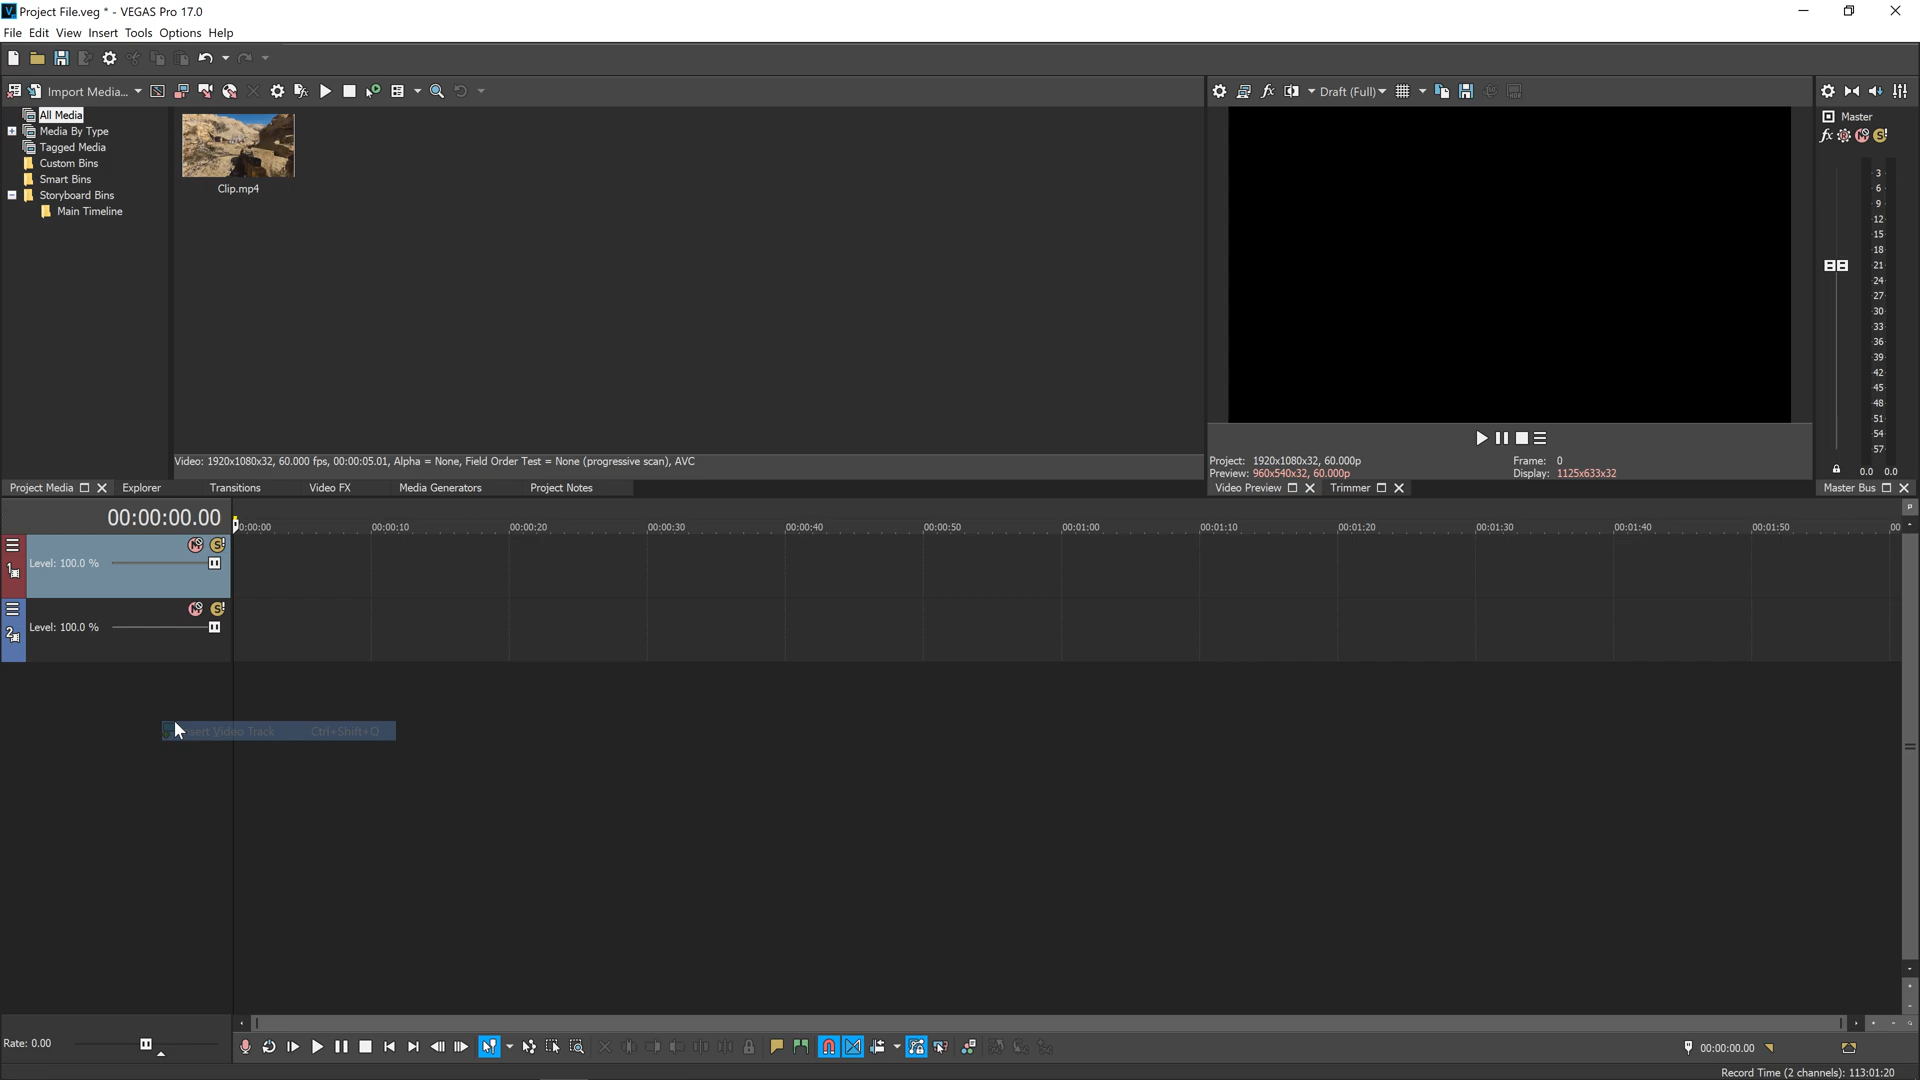 Project File.veg * - VEGAS Pro 17.0
File Edit View Insert Tools Options Help
Import Media...
Draft (Full)
All Media
Media By Type
Tagged Media
Custom Bins
Smart Bins
Storyboard Bins
Main Timeline
Clip.mp4
Video: 1920x1080x32, 60.000 fps, 00:00:05.01, Alpha = None, Field Order Test = None (progressive scan), AVC
Project Media
Explorer
Transitions
Video FX
Media Generators
Project Notes
Project: 1920x1080x32, 60.000p
Preview: 960x540x32, 60.000p
Frame: 0
Display: 1125x633x32
Video Preview
Trimmer
Master
fx
3
6
9
12
15
18
21
24
27
30
33
36
39
42
45
48
51
54
57
0.0 0.0
Master Bus
00:00:00.00
0:00:00 00:00:10 00:00:20 00:00:30 00:00:40 00:00:50 00:01:00 00:01:10 00:01:20 00:01:30 00:01:40 00:01:50 00
1
Level: 100.0 %
2
Level: 100.0 %
sert Video Track Ctrl+Shift+Q
Rate: 0.00
00:00:00.00
Record Time (2 channels): 113:01:20